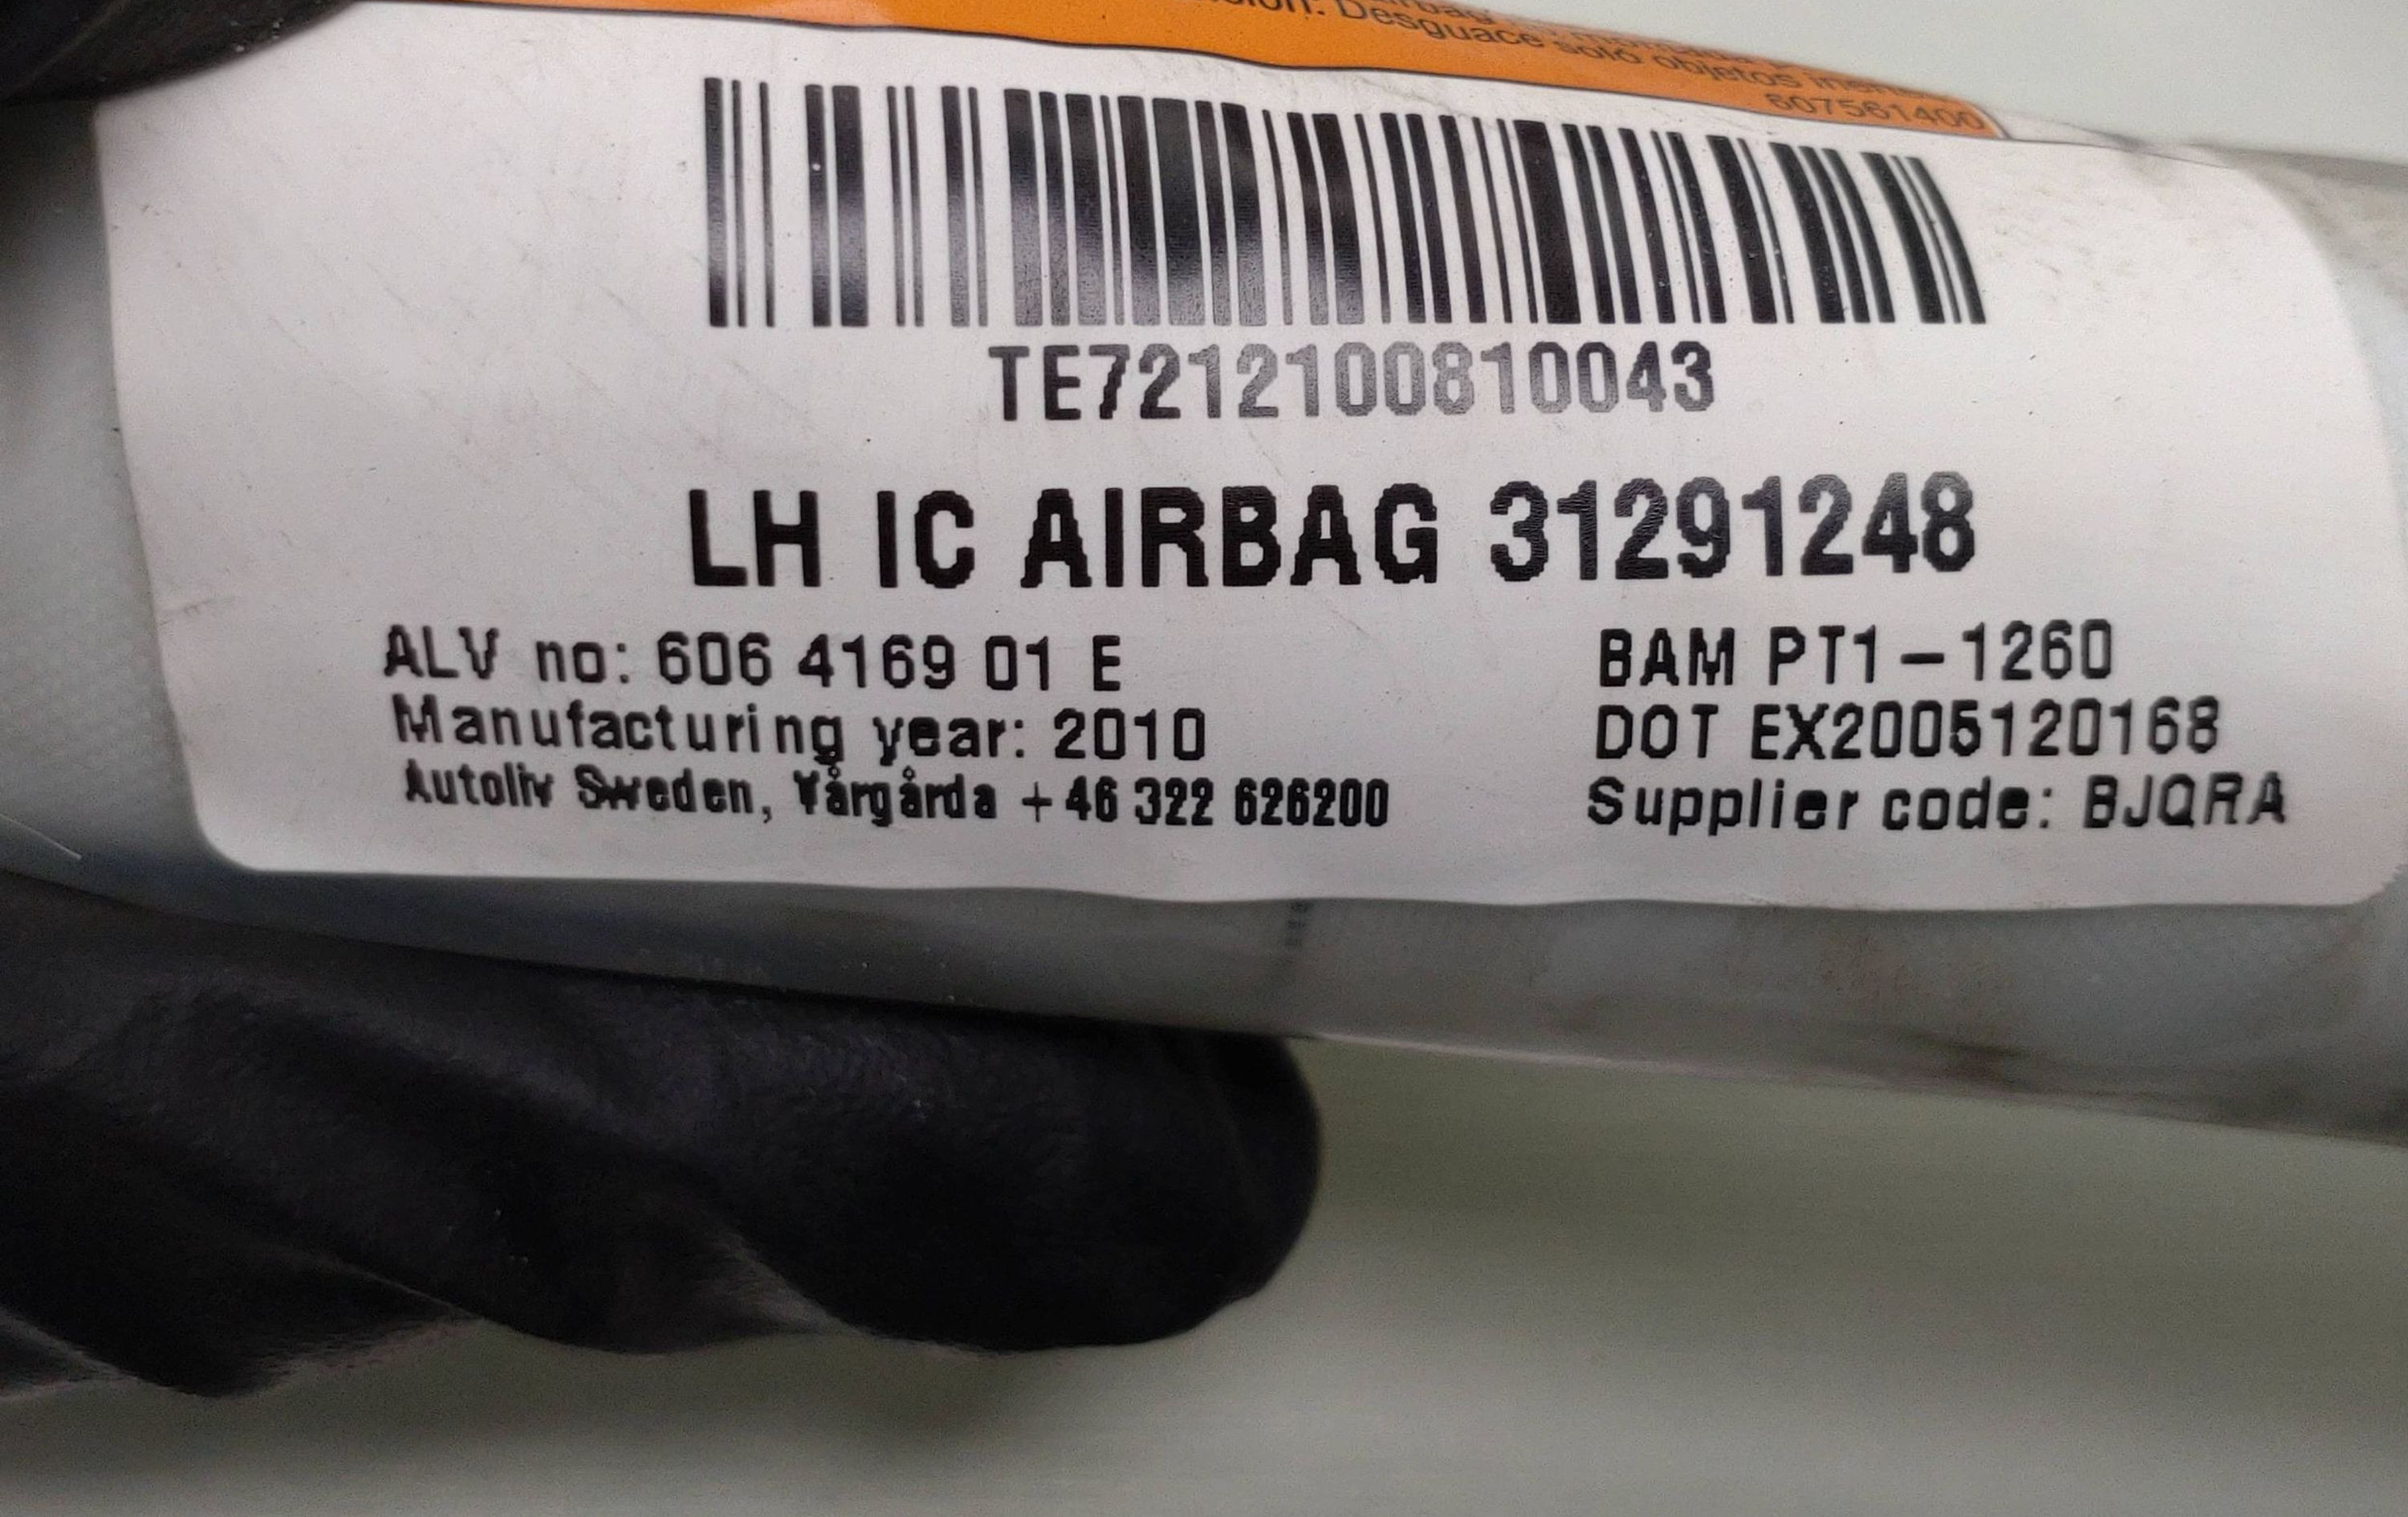 Desguace solo objetos
607561400
TE7212100810043
LH IC AIRBAG 31291248
ALV no: 606 4169 01 E
BAM PT1-1260
Manufacturing year: 2010
DOT EX2005120168
Autoliv Sweden, Vårgårda +46 322 626200
Supplier code: BJQRA